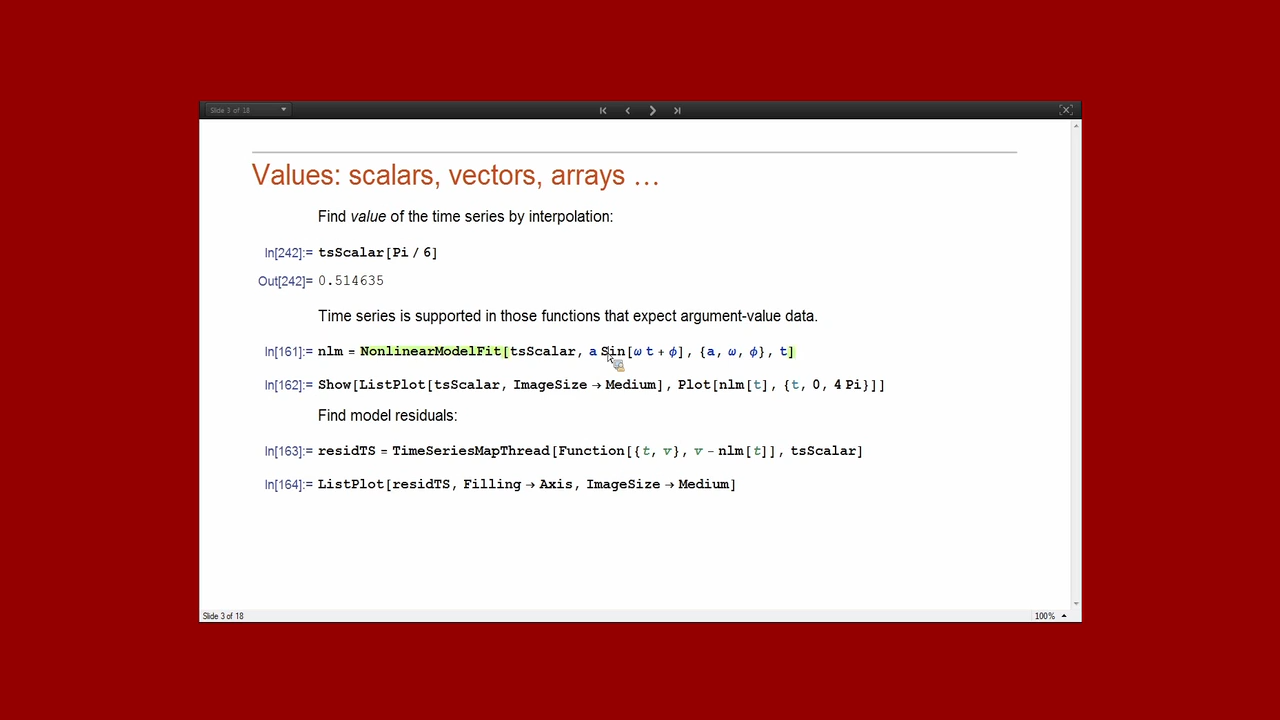 Slide 3 of 18
Values: scalars, vectors, arrays …
Find value of the time series by interpolation:
In[242]:= tsScalar[Pi / 6]
Out[242]= 0.514635
Time series is supported in those functions that expect argument-value data.
In[161]:= nlm = NonlinearModelFit[tsScalar, a Sin[ω t + ϕ], {a, ω, ϕ}, t]
In[162]:= Show[ListPlot[tsScalar, ImageSize → Medium], Plot[nlm[t], {t, 0, 4 Pi}]]
Find model residuals:
In[163]:= residTS = TimeSeriesMapThread[Function[{t, v}, v - nlm[t]], tsScalar]
In[164]:= ListPlot[residTS, Filling → Axis, ImageSize → Medium]
Slide 3 of 18 100%